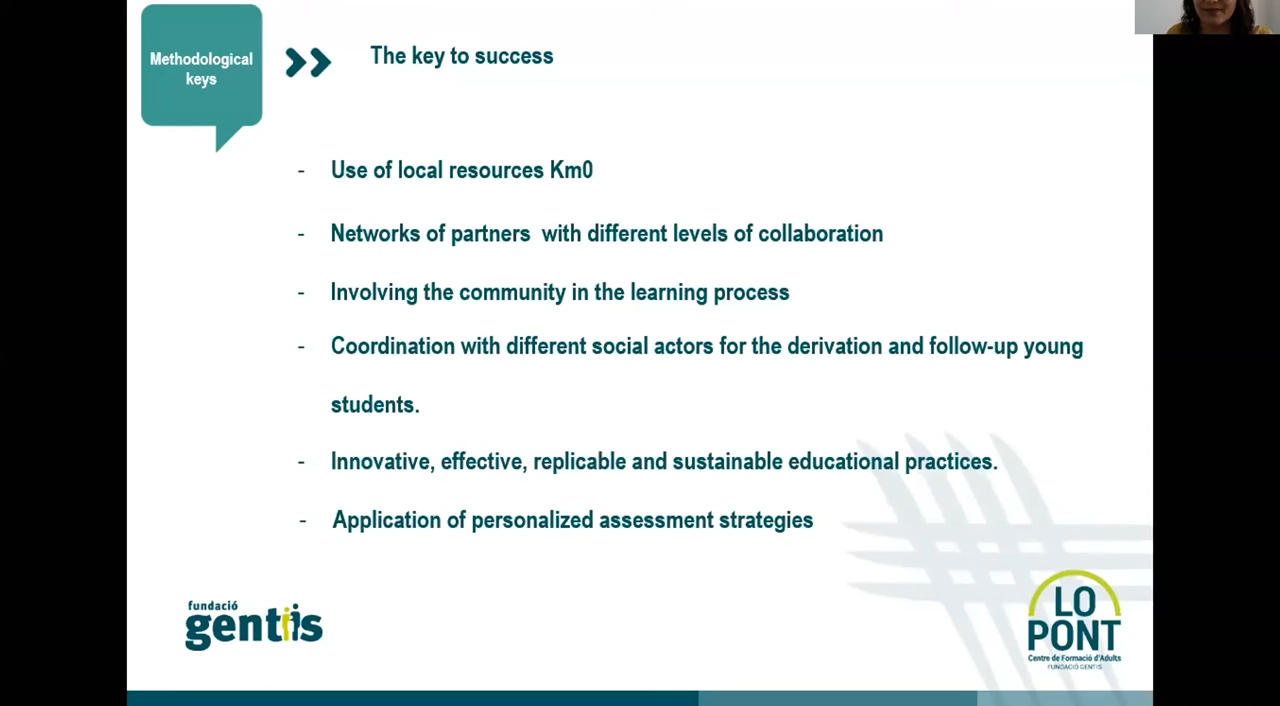 Methodological
keys
The key to success
- Use of local resources Km0
- Networks of partners with different levels of collaboration
- Involving the community in the learning process
- Coordination with different social actors for the derivation and follow-up young
students.
- Innovative, effective, replicable and sustainable educational practices.
- Application of personalized assessment strategies
fundació
gentis
LO
PONT
Centre de Formació d'Adults
FUNDACIÓ GENTIS